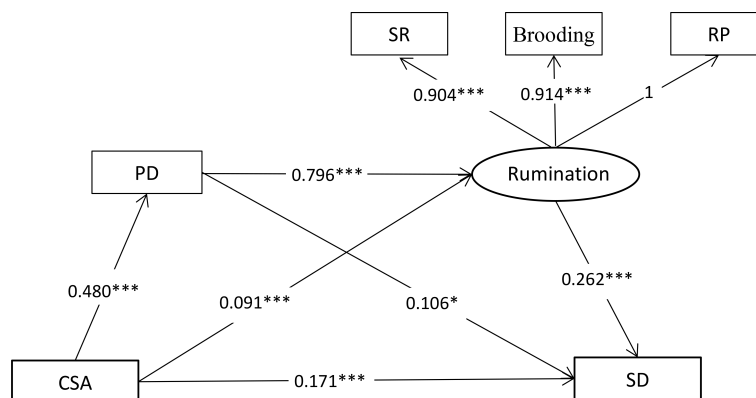 SR
Brooding
RP
0.904***
0.914***
1
PD
0.796***
Rumination
0.480***
0.091***
0.106*
0.262***
CSA
0.171***
SD